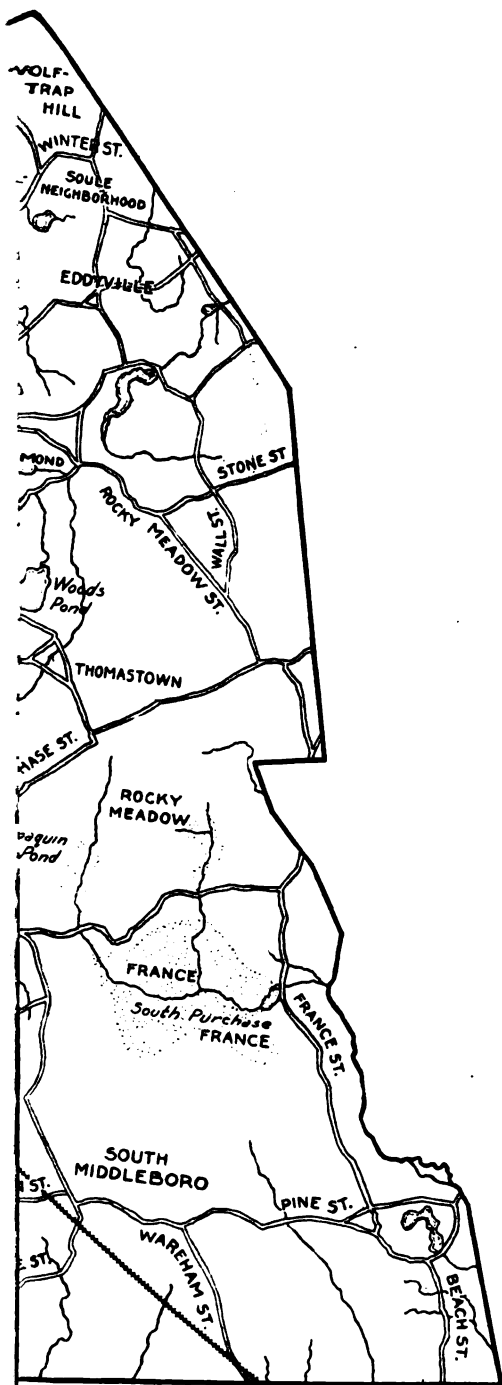 WOLF-
TRAP
HILL
WINTER ST.
SOULE
NEIGHBORHOOD
EDDYVILLE
MOND
STONE ST
ROCKY MEADOW ST.
WALL ST.
Woods
Pond
THOMASTOWN
HASE ST.
ROCKY
MEADOW
oaquin
Pond
FRANCE
South Purchase
FRANCE
FRANCE ST.
SOUTH
MIDDLEBORO
ST.
PINE ST.
WAREHAM ST.
E ST.
BEACH ST.